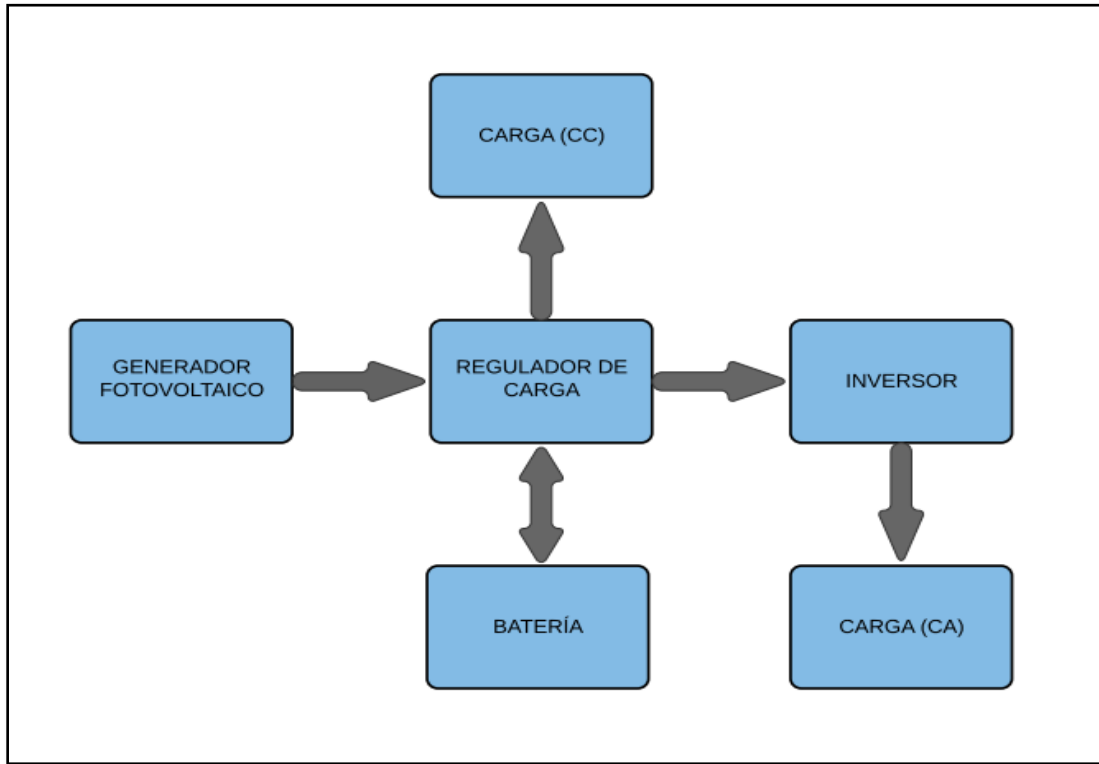 CARGA (CC)
GENERADOR
FOTOVOLTAICO
REGULADOR DE
CARGA
INVERSOR
BATERÍA
CARGA (CA)